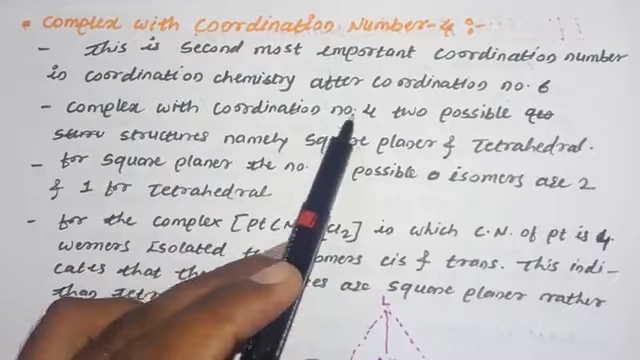 • Complex with Coordination Number-4 :-
- This is second most important coordination number
in coordination chemistry after coordination no. 6
- Complex with coordination no. 4 two possible
structures namely square planer & Tetrahedral.
- for square planer the no. possible isomers are 2
& 1 for Tetrahedral
- for the complex [Pt(N Cl2] in which C.N. of pt is 4.
werners Isolated isomers cis & trans. This indi-
cates that the are square planer rather
than
L